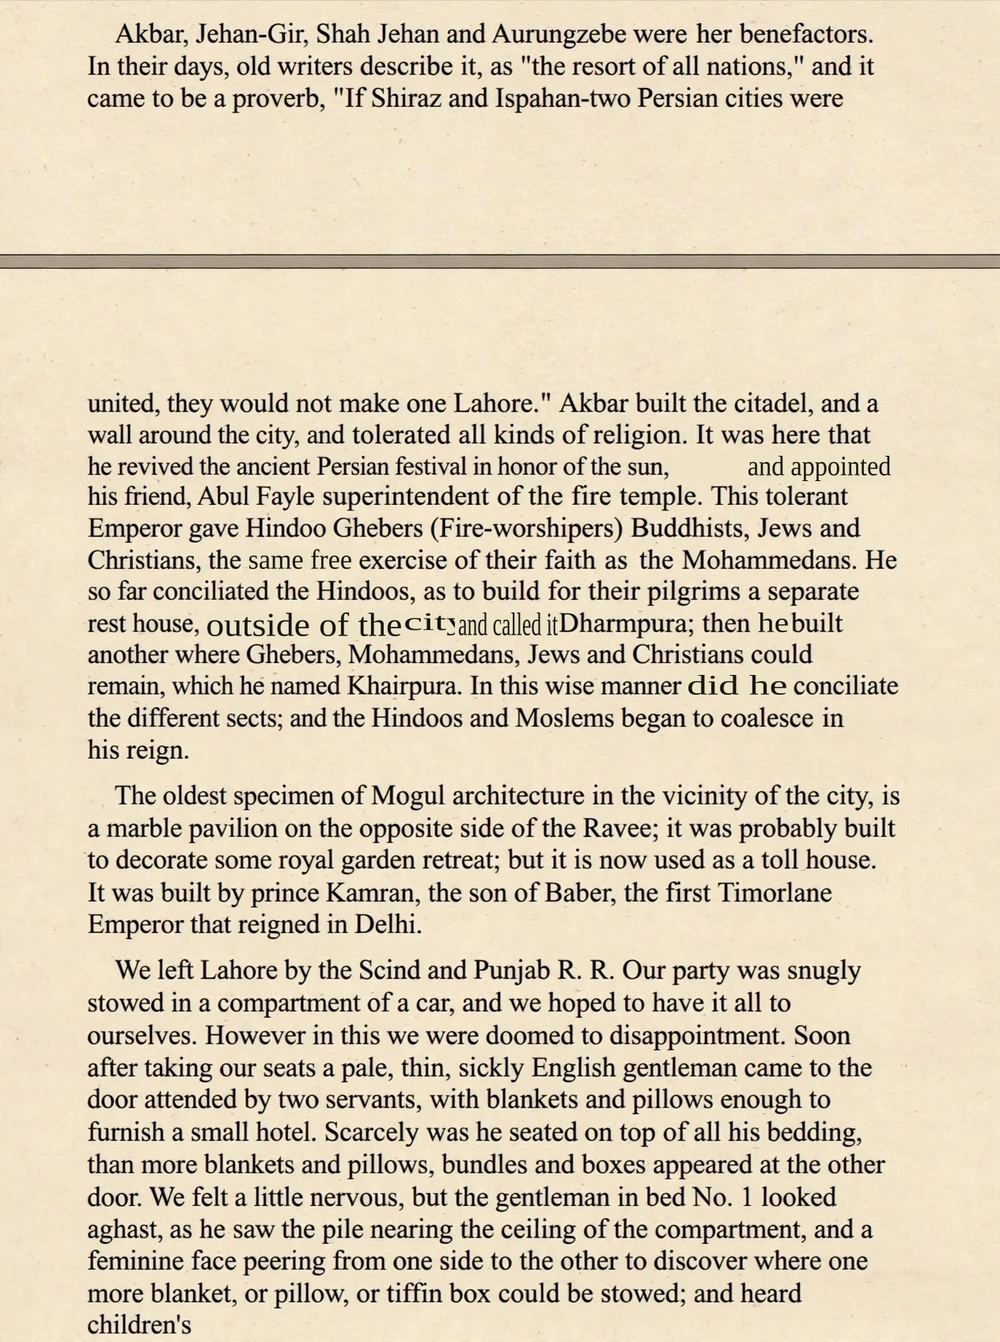 Akbar, Jehan-Gir, Shah Jehan and Aurungzebe were her benefactors.
In their days, old writers describe it, as "the resort of all nations," and it
came to be a proverb, "If Shiraz and Ispahan-two Persian cities were
united, they would not make one Lahore." Akbar built the citadel, and a
wall around the city, and tolerated all kinds of religion. It was here that
he revived the ancient Persian festival in honor of the sun, and appointed
his friend, Abul Fayle superintendent of the fire temple. This tolerant
Emperor gave Hindoo Ghebers (Fire-worshipers) Buddhists, Jews and
Christians, the same free exercise of their faith as the Mohammedans. He
so far conciliated the Hindoos, as to build for their pilgrims a separate
rest house, outside of the city and called it Dharmpura; then he built
another where Ghebers, Mohammedans, Jews and Christians could
remain, which he named Khairpura. In this wise manner did he conciliate
the different sects; and the Hindoos and Moslems began to coalesce in
his reign.
The oldest specimen of Mogul architecture in the vicinity of the city, is
a marble pavilion on the opposite side of the Ravee; it was probably built
to decorate some royal garden retreat; but it is now used as a toll house.
It was built by prince Kamran, the son of Baber, the first Timorlane
Emperor that reigned in Delhi.
We left Lahore by the Scind and Punjab R. R. Our party was snugly
stowed in a compartment of a car, and we hoped to have it all to
ourselves. However in this we were doomed to disappointment. Soon
after taking our seats a pale, thin, sickly English gentleman came to the
door attended by two servants, with blankets and pillows enough to
furnish a small hotel. Scarcely was he seated on top of all his bedding,
than more blankets and pillows, bundles and boxes appeared at the other
door. We felt a little nervous, but the gentleman in bed No. 1 looked
aghast, as he saw the pile nearing the ceiling of the compartment, and a
feminine face peering from one side to the other to discover where one
more blanket, or pillow, or tiffin box could be stowed; and heard
children's